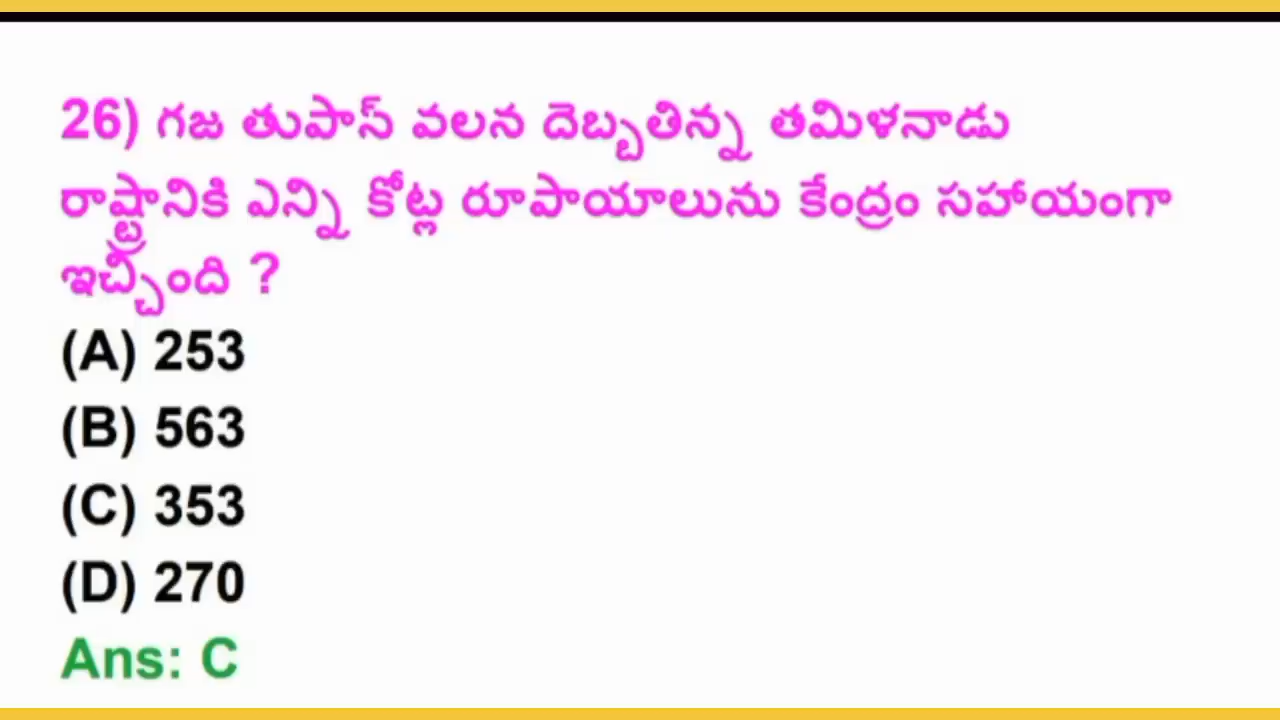 26) గజ తుపాస్ వలన దెబ్బతిన్న తమిళనాడు
రాష్ట్రానికి ఎన్ని కోట్ల రూపాయాలును కేంద్రం సహాయంగా
ఇచ్చింది ?
(A) 253
(B) 563
(C) 353
(D) 270
Ans: C